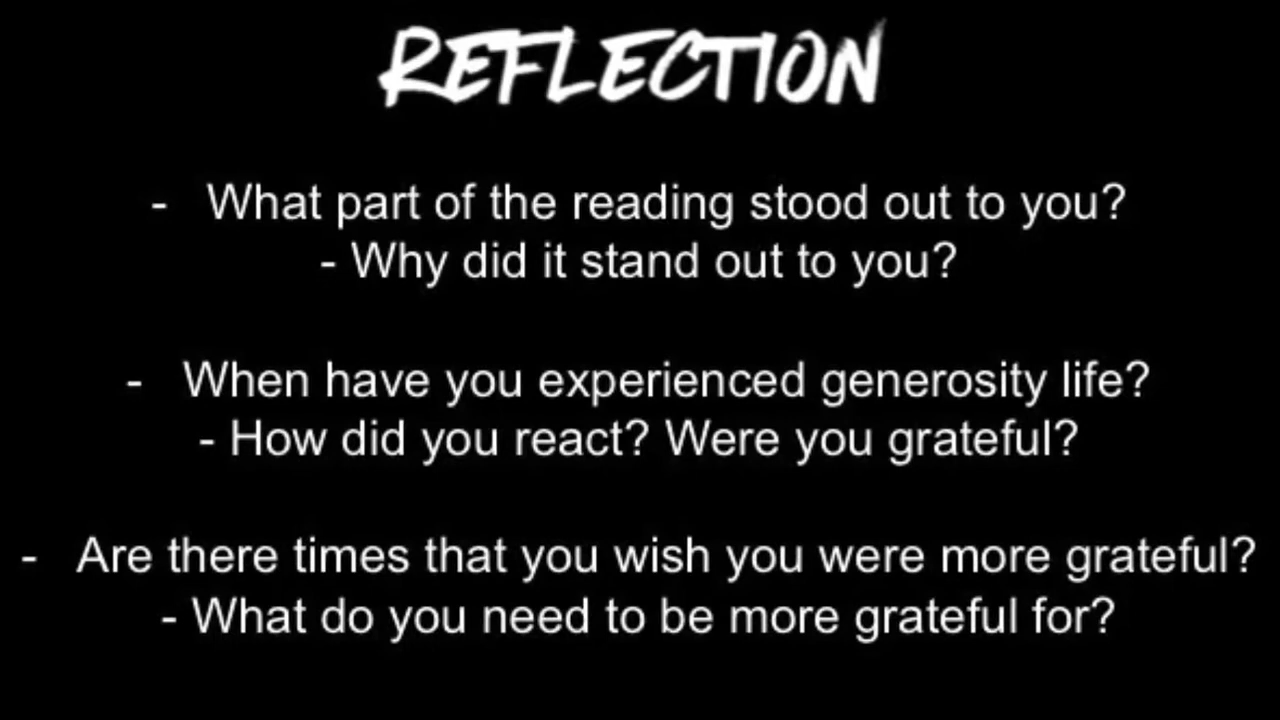 REFLECTION
- What part of the reading stood out to you?
- Why did it stand out to you?
- When have you experienced generosity life?
- How did you react? Were you grateful?
- Are there times that you wish you were more grateful?
- What do you need to be more grateful for?